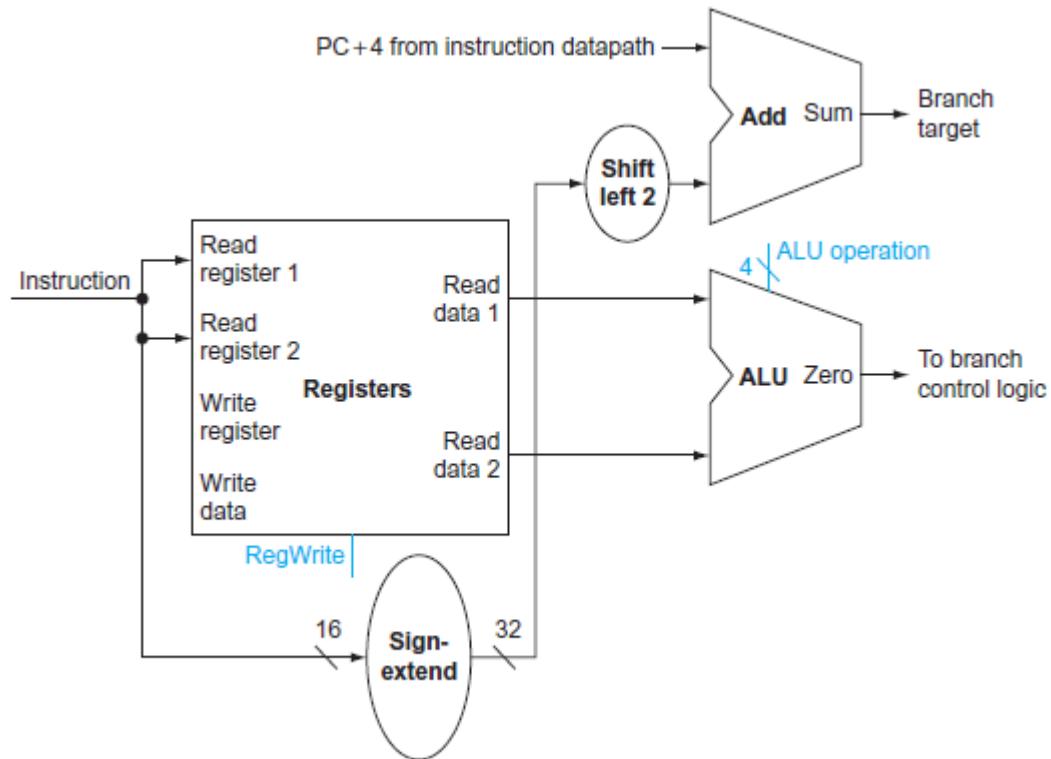 PC+4 from instruction datapath
Add Sum
Branch
target
Shift
left 2
Instruction
Read
register 1
Read
register 2
Write
register
Write
data
Registers
Read
data 1
Read
data 2
RegWrite
4
ALU operation
ALU Zero
To branch
control logic
16
Sign-
extend
32